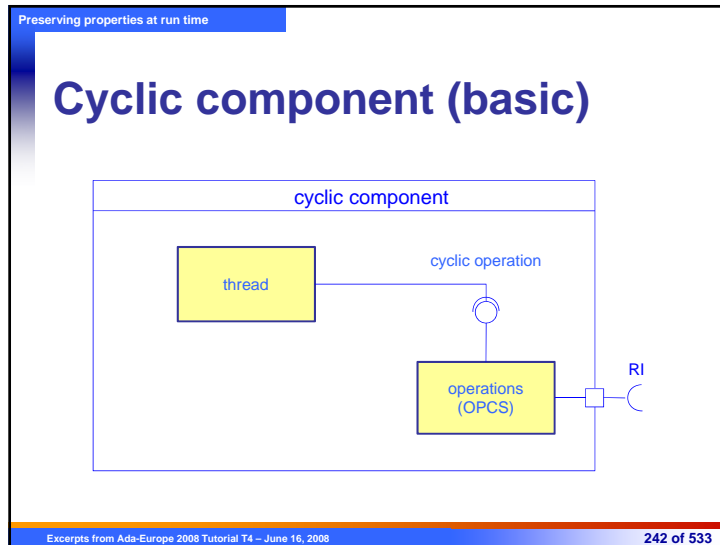 Preserving properties at run time
Cyclic component (basic)
cyclic component
thread
cyclic operation
operations
(OPCS)
RI
Excerpts from Ada-Europe 2008 Tutorial T4 – June 16, 2008
242 of 533